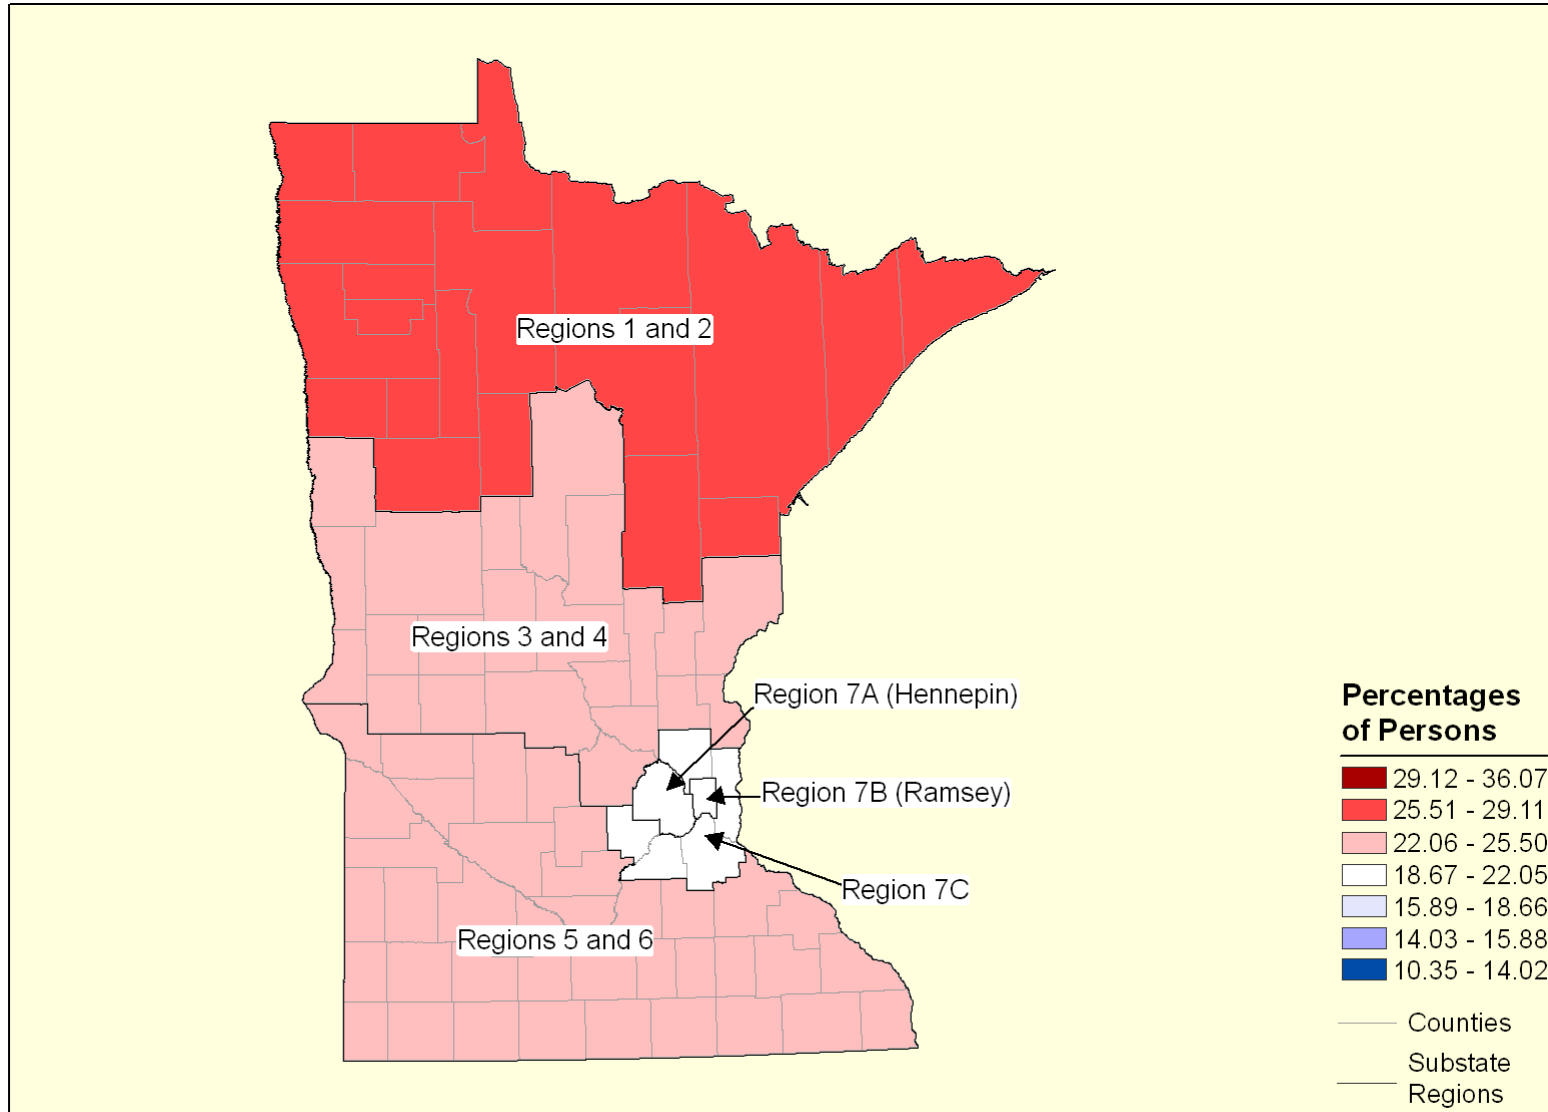 Regions 1 and 2
Regions 3 and 4
Region 7A (Hennepin)
Region 7B (Ramsey)
Region 7C
Regions 5 and 6
Percentages
of Persons
29.12 - 36.07
25.51 - 29.11
22.06 - 25.50
18.67 - 22.05
15.89 - 18.66
14.03 - 15.88
10.35 - 14.02
Counties
Substate
Regions